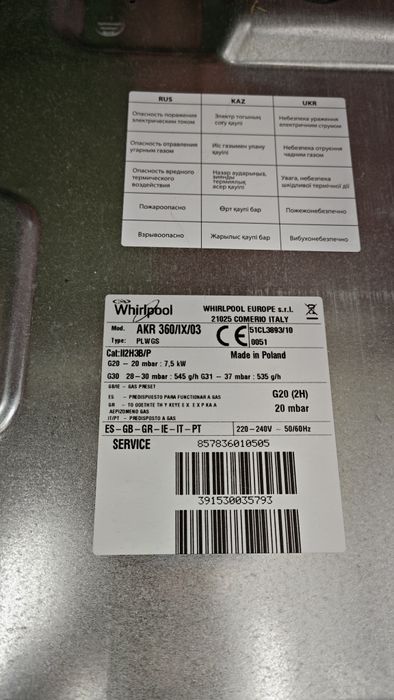 RUS KAZ UKR
Опасность поражения электрическим током
Электр тогының соғу қаупі
Небезпека ураження електричним струмом
Опасность отравления угарным газом
Иіс газымен улану қаупі
Небезпека отруєння чадним газом
Опасность вредного термического воздействия
Назар аударыңыз, зиянды термиялық әсер қаупі
Увага, небезпека шкідливої термічної дії
Пожароопасно
Өрт қаупі бар
Пожежонебезпечно
Взрывоопасно
Жарылыс қаупі бар
Вибухонебезпечно
Whirlpool
WHIRLPOOL EUROPE s.r.l.
21025 COMERIO ITALY
Mod. AKR 360/IX/03
Type: PLWGS
CE
51CL3893/10
0051
Cat:II2H3B/P
Made in Poland
G20 - 20 mbar : 7,5 kW
G30 28-30 mbar : 545 g/h G31 - 37 mbar : 535 g/h
GB/IE - GAS PRESET
ES - PREDISPUESTO PARA FUNCIONAR A GAS
GR -
AEPIZOMENO GAS
IT/PT - PREDISPOSTO A GAS
G20 (2H)
20 mbar
ES-GB-GR-IE-IT-PT
220-240V - 50/60Hz
SERVICE
857836010505
391530035793